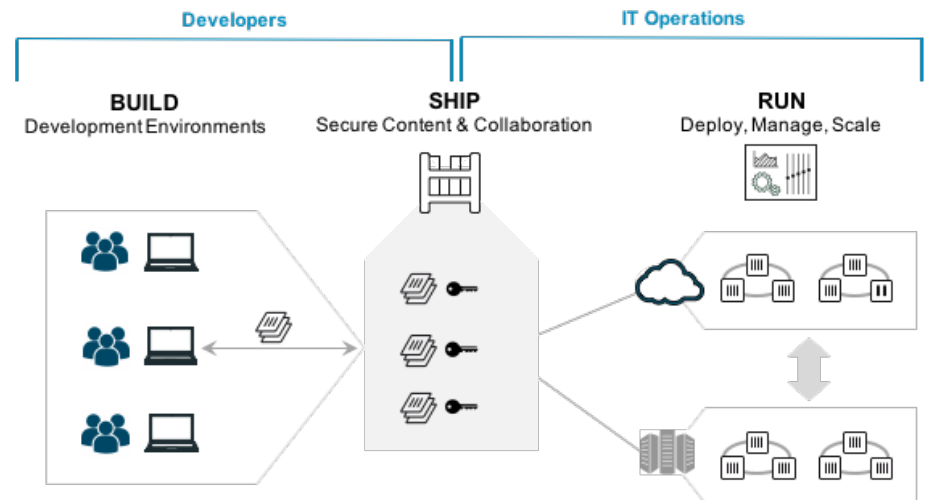 Developers
IT Operations
BUILD
Development Environments
SHIP
Secure Content & Collaboration
RUN
Deploy, Manage, Scale